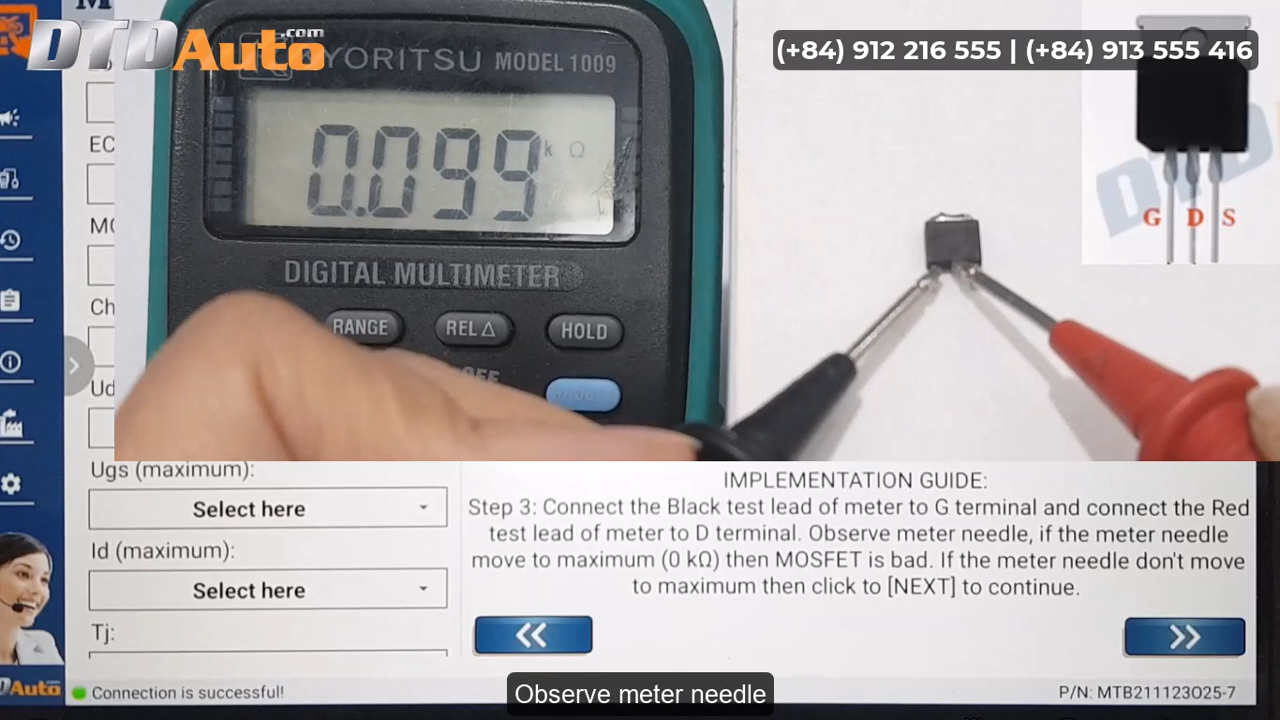 DTDAuto.com
(+84) 912 216 555 | (+84) 913 555 416
KYORITSU MODEL 1009
0.099 k Ω
DIGITAL MULTIMETER
RANGE
REL △
HOLD
G D S
EC
Ch
Ud
Ugs (maximum):
Select here
Id (maximum):
Select here
Tj:
IMPLEMENTATION GUIDE:
Step 3: Connect the Black test lead of meter to G terminal and connect the Red
test lead of meter to D terminal. Observe meter needle, if the meter needle
move to maximum (0 kΩ) then MOSFET is bad. If the meter needle don't move
to maximum then click to [NEXT] to continue.
Observe meter needle
DAuto
Connection is successful!
P/N: MTB211123O25-7